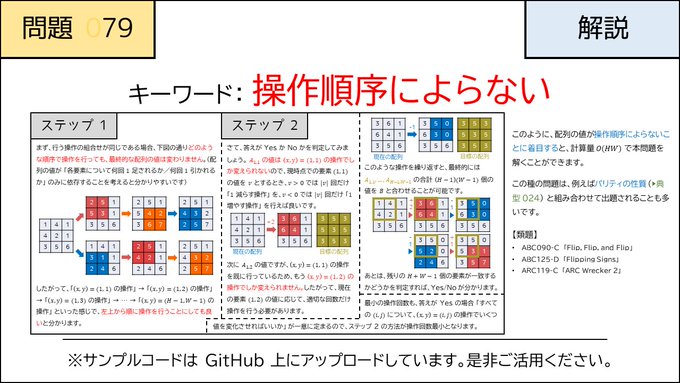 問題 079
解説
キーワード: 操作順序によらない
ステップ 1
まず、行う操作の組合せが同じである場合、下図の通りどのよう
な順序で操作を行っても、最終的な配列の値は変わりません。(配
列の値が「各要素について何回 1 足されるか/何回 1 引かれる
か」のみに依存することを考えると分かりやすいです)
したがって、「(x, y) = (1, 1) の操作」→「(x, y) = (1, 2) の操作」
→「(x, y) = (1, 3) の操作」→ ⋯ →「(x, y) = (H − 1, W − 1) の
操作」といった感じで、左上から順に操作を行うことにしても良
いと分かります。
ステップ 2
さて、答えが Yes か No かを判定してみま
しょう。A1,1 の値は (x, y) = (1, 1) の操作でし
か変えられないので、現時点での要素 (1, 1)
の値を v とするとき、v > 0 では |v| 回だけ
「1 減らす操作」を、v < 0 では |v| 回だけ「1
増やす操作」を行えば良いです。
現在の配列
目標の配列
次に A1,2 の値ですが、(x, y) = (1, 1) の操作
を既に行っているため、もう (x, y) = (1, 2) の
操作でしか変えられません。したがって、現在
の要素 (1, 2) の値に応じて、適切な回数だけ
操作を行う必要があります。
現在の配列
目標の配列
このような操作を繰り返すと、最終的には
A1,1, …, AH−1,W−1 の合計 (H − 1)(W − 1) 個の
値を B と合わせることが可能です。
あとは、残りの H + W − 1 個の要素が一致する
かどうかを判定すれば、Yes/No が分かります。
最小の操作回数も、答えが Yes の場合「すべて
の (i, j) について、(x, y) = (i, j) の操作でいくつ
値を変化させればいいか」が一意に定まるので、ステップ 2 の方法が操作回数最小となります。
このように、配列の値が操作順序によらないこと
に着目すると、計算量 O(HW) で本問題を
解くことができます。
この種の問題は、例えばパリティの性質 (▶典
型 024) と組み合わせて出題されることも多
いです。
【類題】
• ABC090-C「Flip, Flip, and Flip」
• ABC125-D「Flipping Signs」
• ARC119-C「ARC Wrecker 2」
※サンプルコードは GitHub 上にアップロードしています。是非ご活用ください。